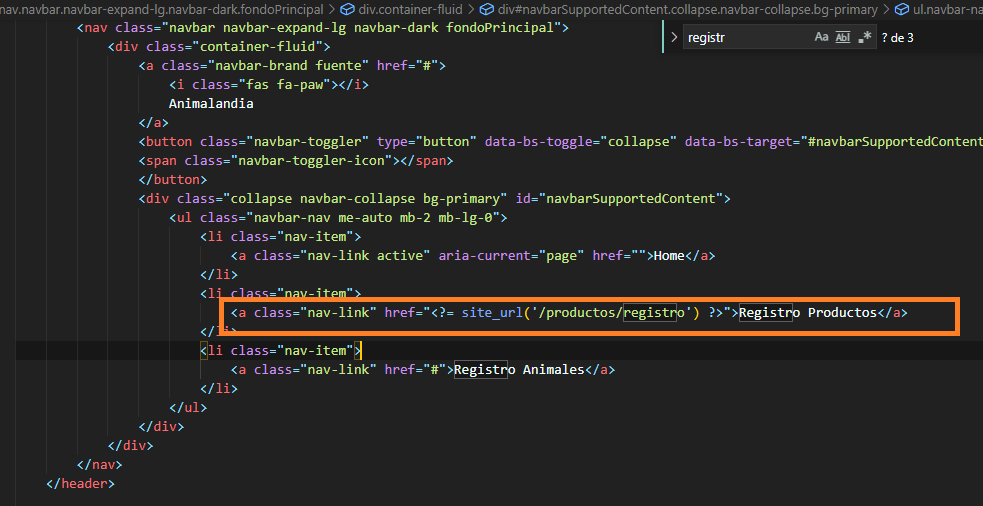 nav.navbar.navbar-expand-lg.navbar-dark.fondoPrincipal > div.container-fluid > div#navbarSupportedContent.collapse.navbar-collapse.bg-primary > ul.navbar-na
registr Aa Abl .* ? de 3
<nav class="navbar navbar-expand-lg navbar-dark fondoPrincipal">
<div class="container-fluid">
<a class="navbar-brand fuente" href="#">
<i class="fas fa-paw"></i>
Animalandia
</a>
<button class="navbar-toggler" type="button" data-bs-toggle="collapse" data-bs-target="#navbarSupportedContent
<span class="navbar-toggler-icon"></span>
</button>
<div class="collapse navbar-collapse bg-primary" id="navbarSupportedContent">
<ul class="navbar-nav me-auto mb-2 mb-lg-0">
<li class="nav-item">
<a class="nav-link active" aria-current="page" href="">Home</a>
</li>
<li class="nav-item">
<a class="nav-link" href="<?= site_url('/productos/registro') ?>">Registro Productos</a>
</li>
<li class="nav-item">
<a class="nav-link" href="#">Registro Animales</a>
</li>
</ul>
</div>
</div>
</nav>
</header>